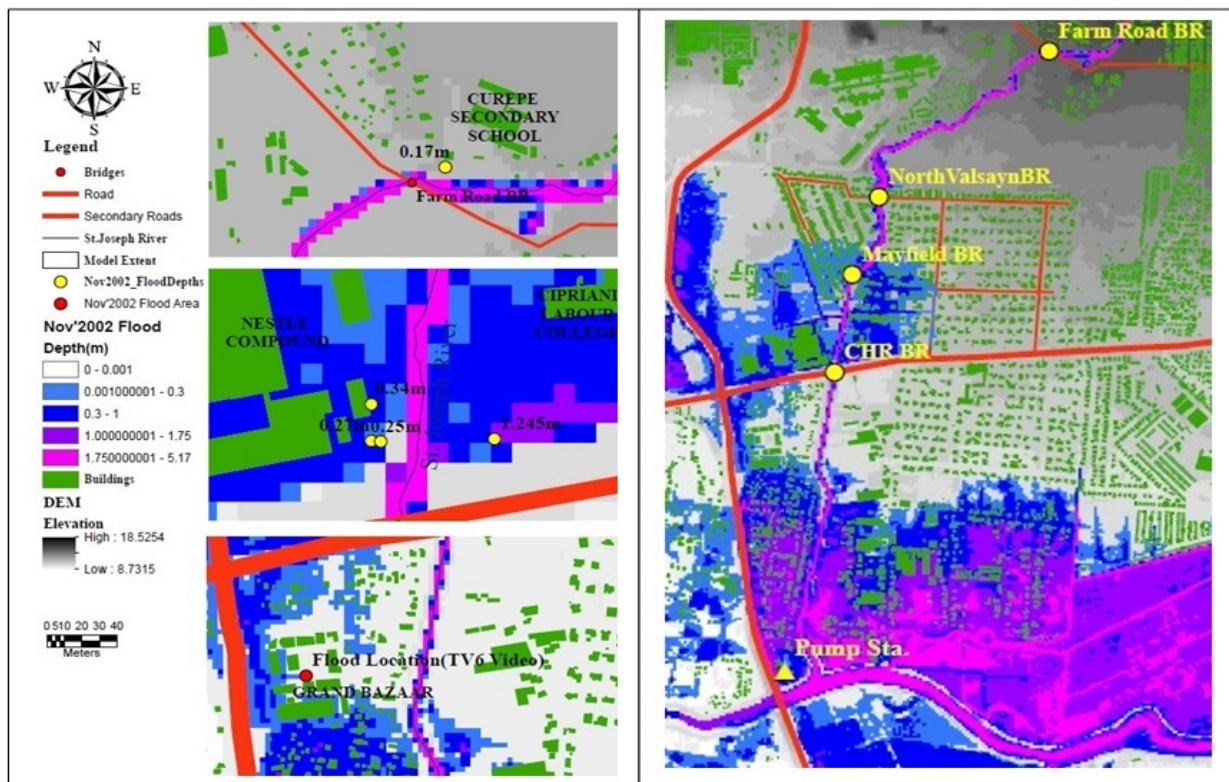 N
W
E
S
Legend
Bridges
Road
Secondary Roads
St.Joseph River
Model Extent
Nov2002_FloodDepths
Nov'2002 Flood Area
Nov'2002 Flood
Depth(m)
0 - 0.001
0.001000001 - 0.3
0.3 - 1
1.000000001 - 1.75
1.750000001 - 5.17
Buildings
DEM
Elevation
High : 18.5254
Low : 8.7315
0 510 20 30 40
Meters
CUREPE
SECONDARY
SCHOOL
0.17m
Farm Road BR
NESTLE
COMPOUND
CIPRIANI
LABOUR
COLLEGE
0.34m
0.21m
0.25m
1.245m
Flood Location(TV6 Video)
GRAND BAZAAR
Farm Road BR
NorthValsaynBR
Mayfield BR
CHR BR
Pump Sta.